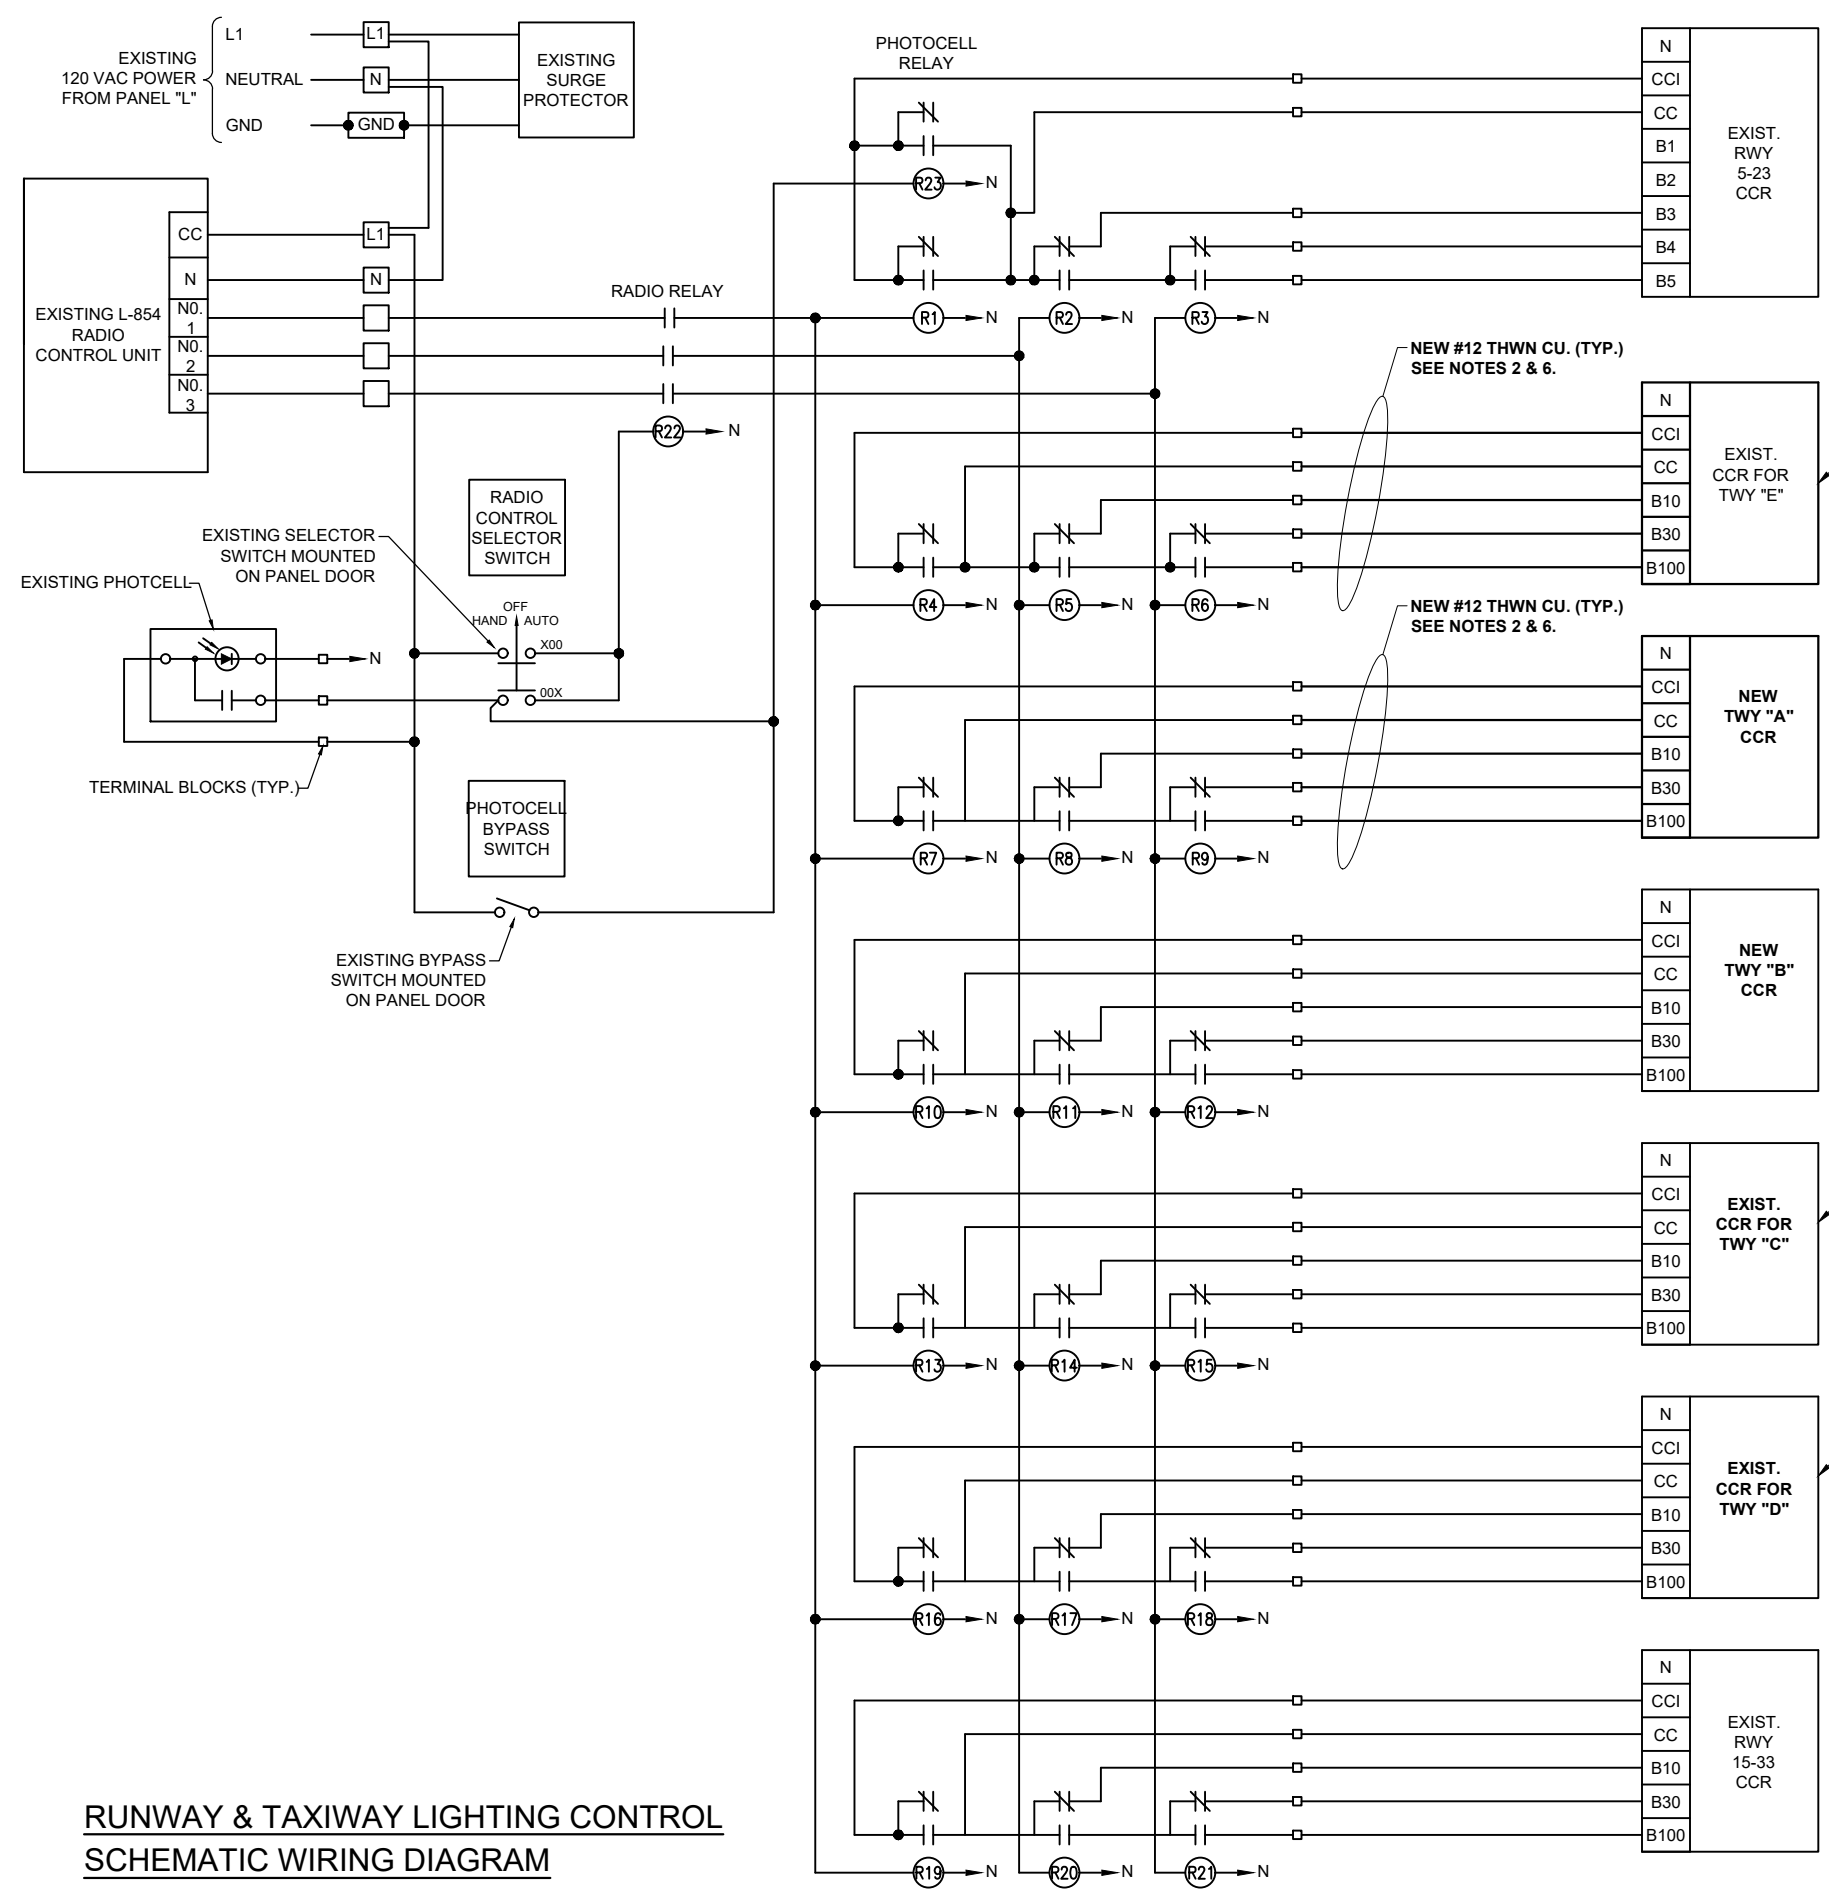 L1
EXISTING
120 VAC POWER
FROM PANEL "L"
NEUTRAL
GND
L1
N
GND
EXISTING
SURGE
PROTECTOR
EXISTING L-854
RADIO
CONTROL UNIT
CC
N
N0.
1
N0.
2
N0.
3
L1
N
RADIO RELAY
R22
N
RADIO
CONTROL
SELECTOR
SWITCH
EXISTING SELECTOR
SWITCH MOUNTED
ON PANEL DOOR
EXISTING PHOTCELL
OFF
HAND
AUTO
X00
00X
N
TERMINAL BLOCKS (TYP.)
PHOTOCELL
BYPASS
SWITCH
EXISTING BYPASS
SWITCH MOUNTED
ON PANEL DOOR
PHOTOCELL
RELAY
R23
N
R1
N
R2
N
R3
N
N
CCI
CC
B1
B2
B3
B4
B5
EXIST.
RWY
5-23
CCR
NEW #12 THWN CU. (TYP.)
SEE NOTES 2 & 6.
R4
N
R5
N
R6
N
N
CCI
CC
B10
B30
B100
EXIST.
CCR FOR
TWY "E"
NEW #12 THWN CU. (TYP.)
SEE NOTES 2 & 6.
R7
N
R8
N
R9
N
N
CCI
CC
B10
B30
B100
NEW
TWY "A"
CCR
R10
N
R11
N
R12
N
N
CCI
CC
B10
B30
B100
NEW
TWY "B"
CCR
R13
N
R14
N
R15
N
N
CCI
CC
B10
B30
B100
EXIST.
CCR FOR
TWY "C"
R16
N
R17
N
R18
N
N
CCI
CC
B10
B30
B100
EXIST.
CCR FOR
TWY "D"
R19
N
R20
N
R21
N
N
CCI
CC
B10
B30
B100
EXIST.
RWY
15-33
CCR
RUNWAY & TAXIWAY LIGHTING CONTROL
SCHEMATIC WIRING DIAGRAM